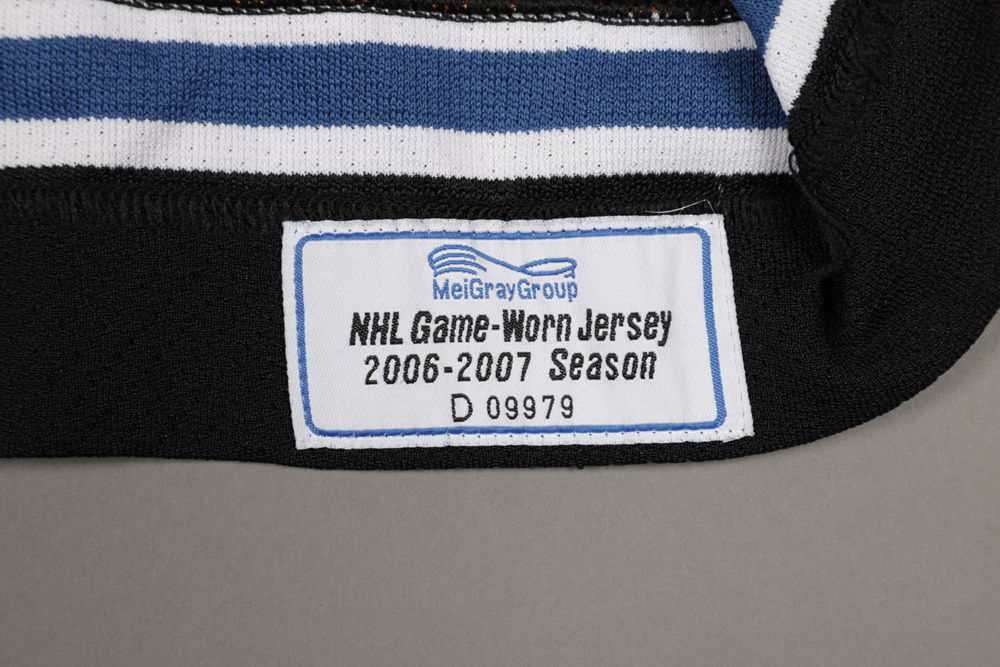 MeiGrayGroup
NHL Game-Worn Jersey
2006-2007 Season
D 09979